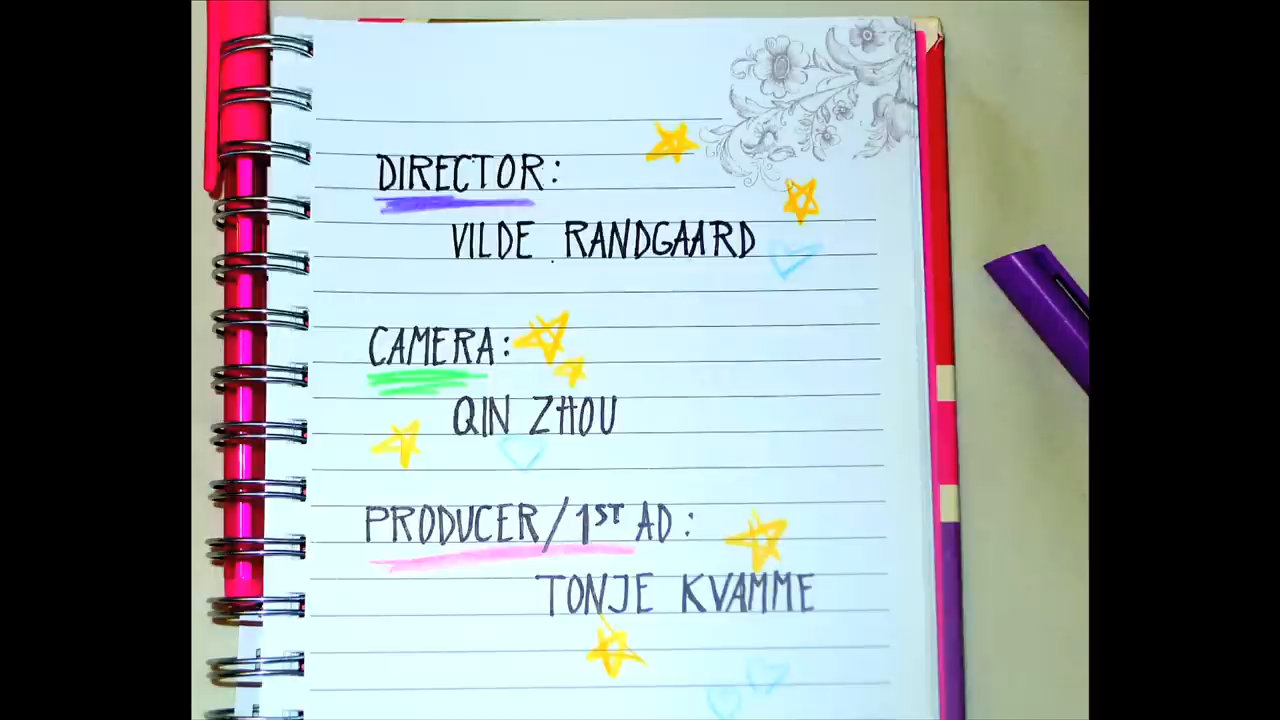 DIRECTOR:
VILDE RANDGAARD
CAMERA:
QIN ZHOU
PRODUCER/1ST AD:
TONJE KVAMME